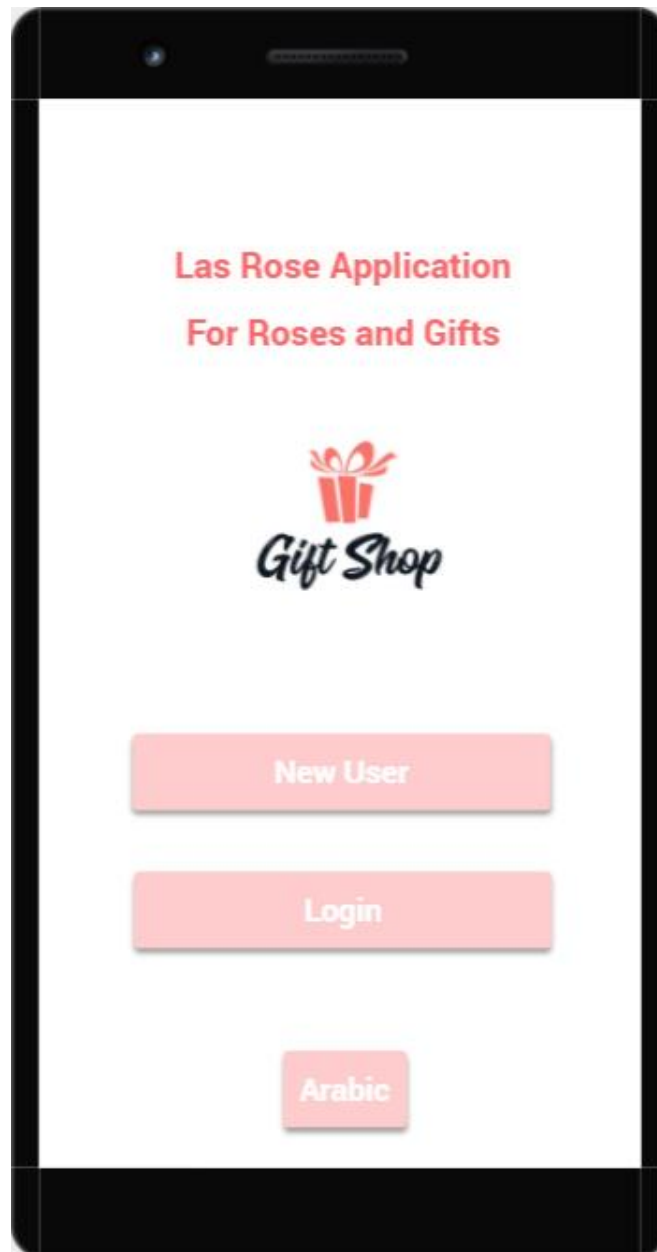 Las Rose Application
For Roses and Gifts
Gift Shop
New User
Login
Arabic